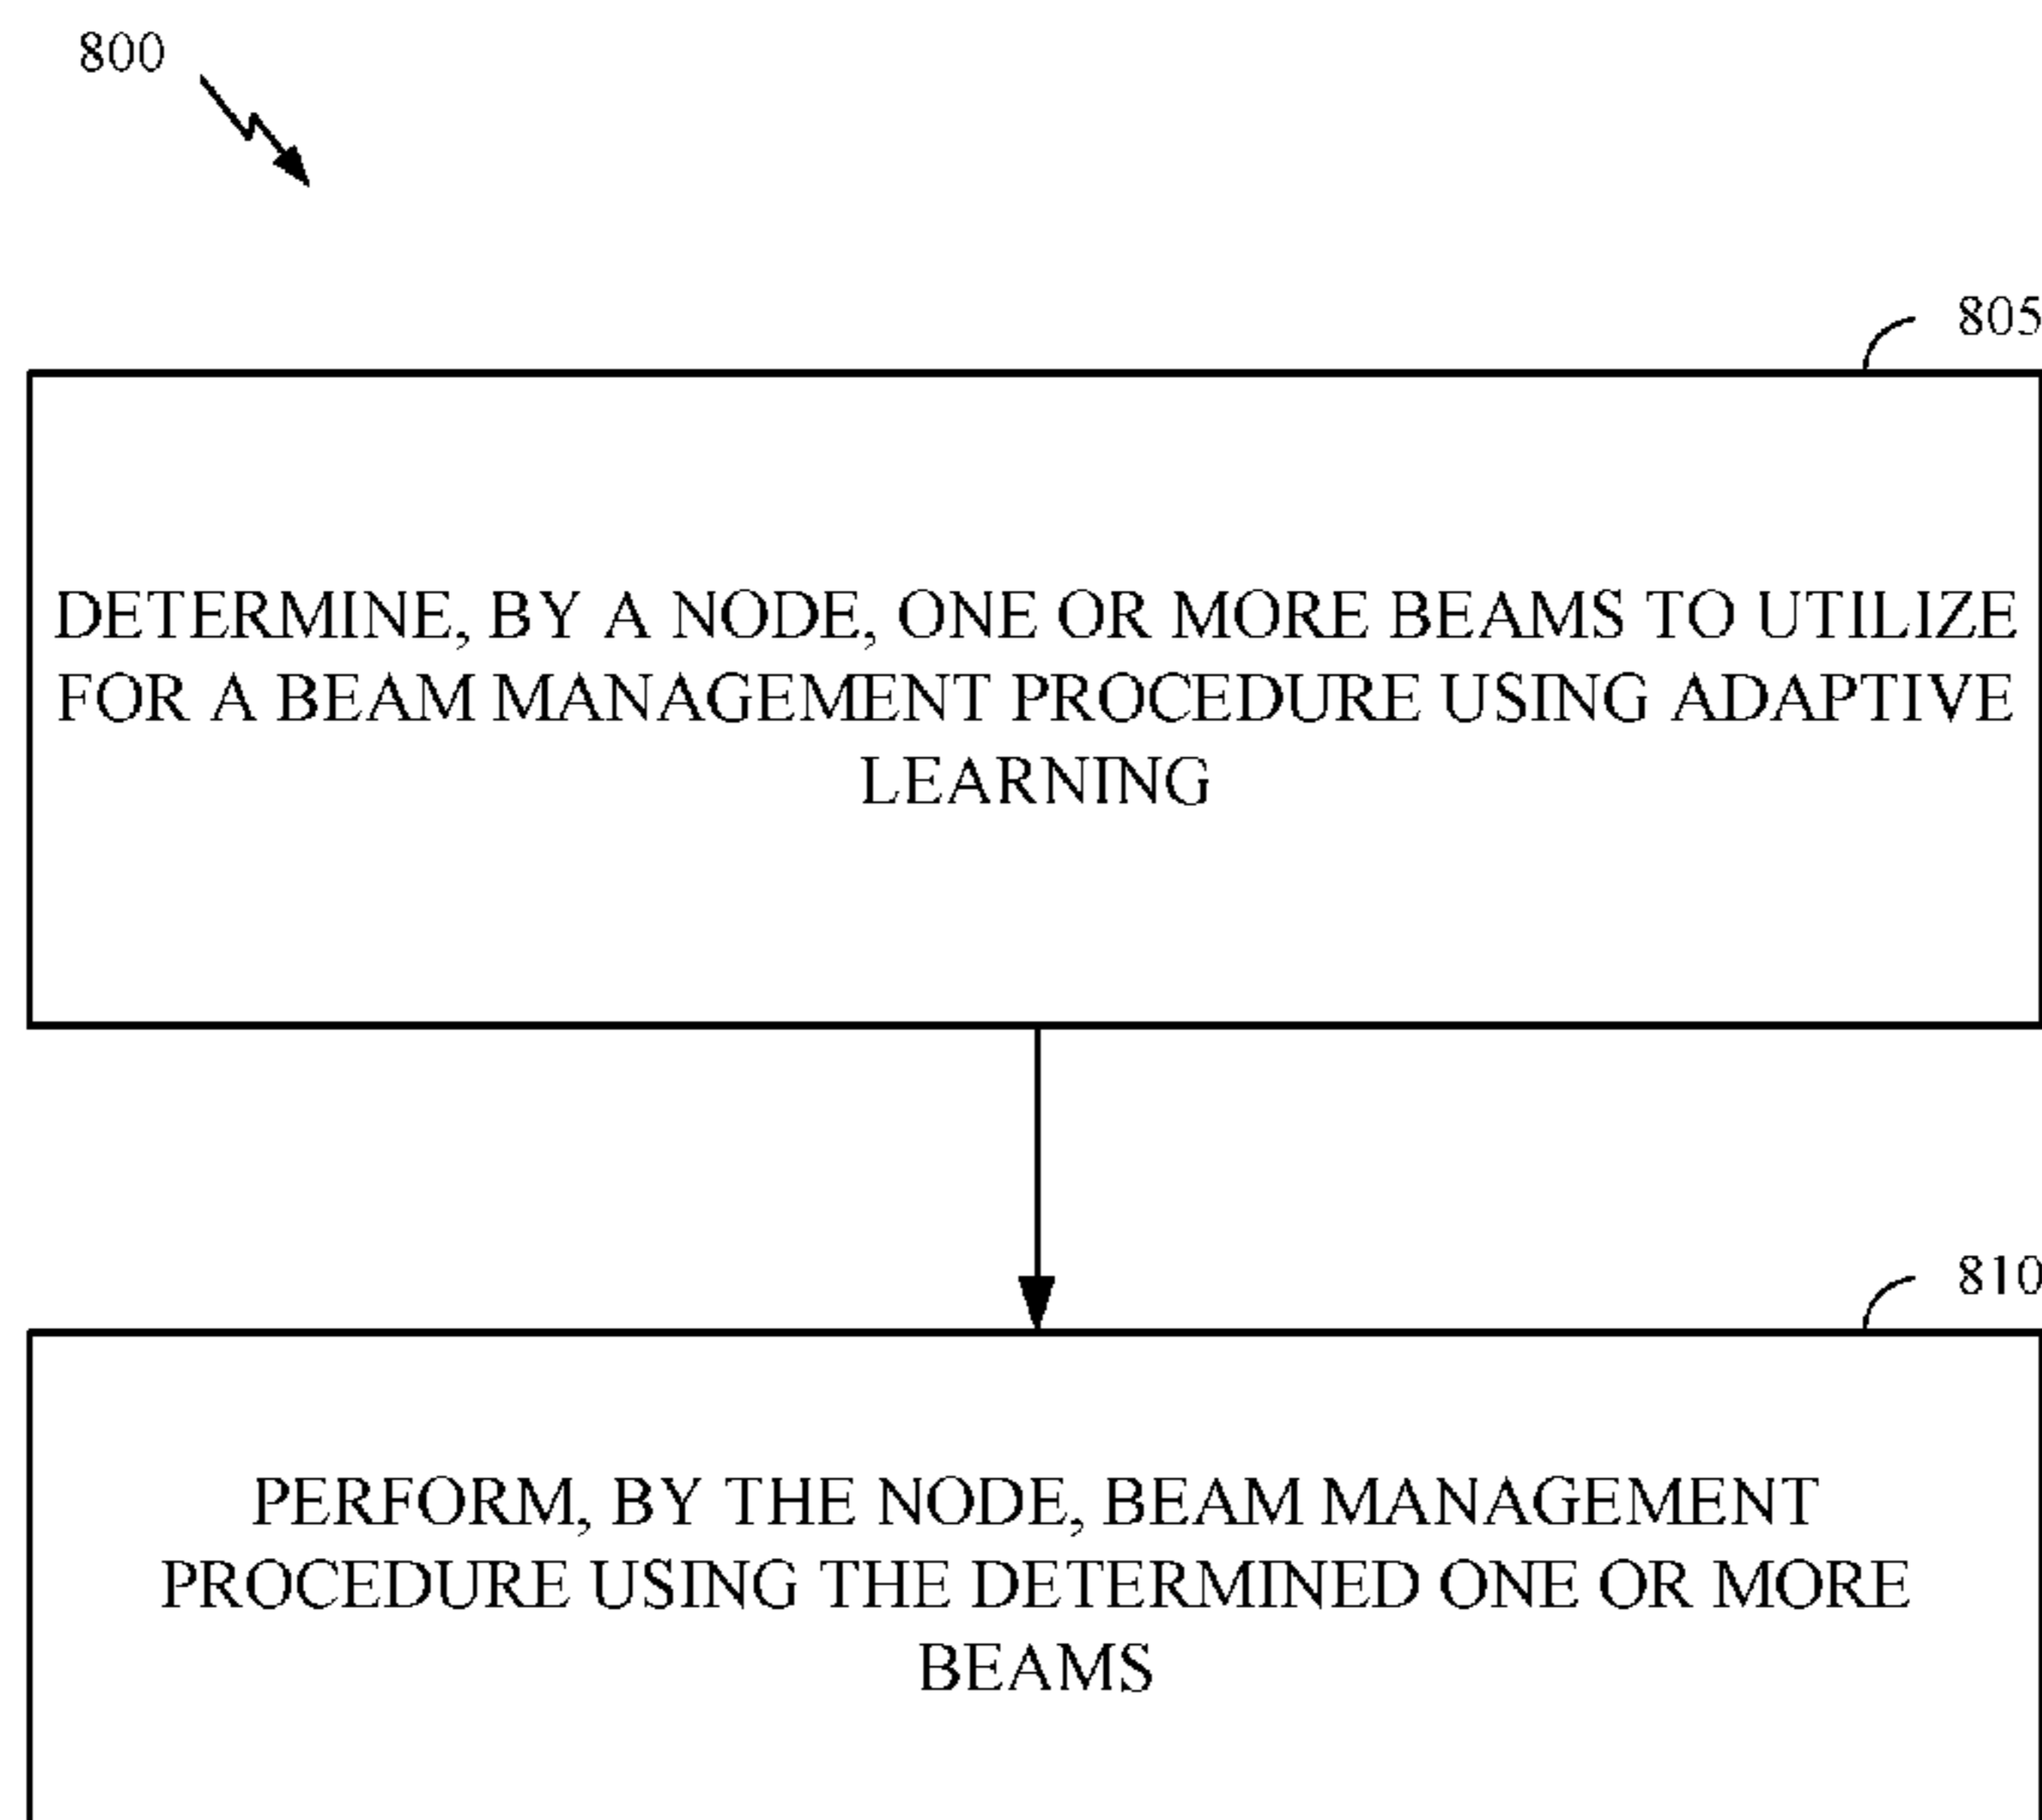 800
805
DETERMINE, BY A NODE, ONE OR MORE BEAMS TO UTILIZE
FOR A BEAM MANAGEMENT PROCEDURE USING ADAPTIVE
LEARNING
810
PERFORM, BY THE NODE, BEAM MANAGEMENT
PROCEDURE USING THE DETERMINED ONE OR MORE
BEAMS